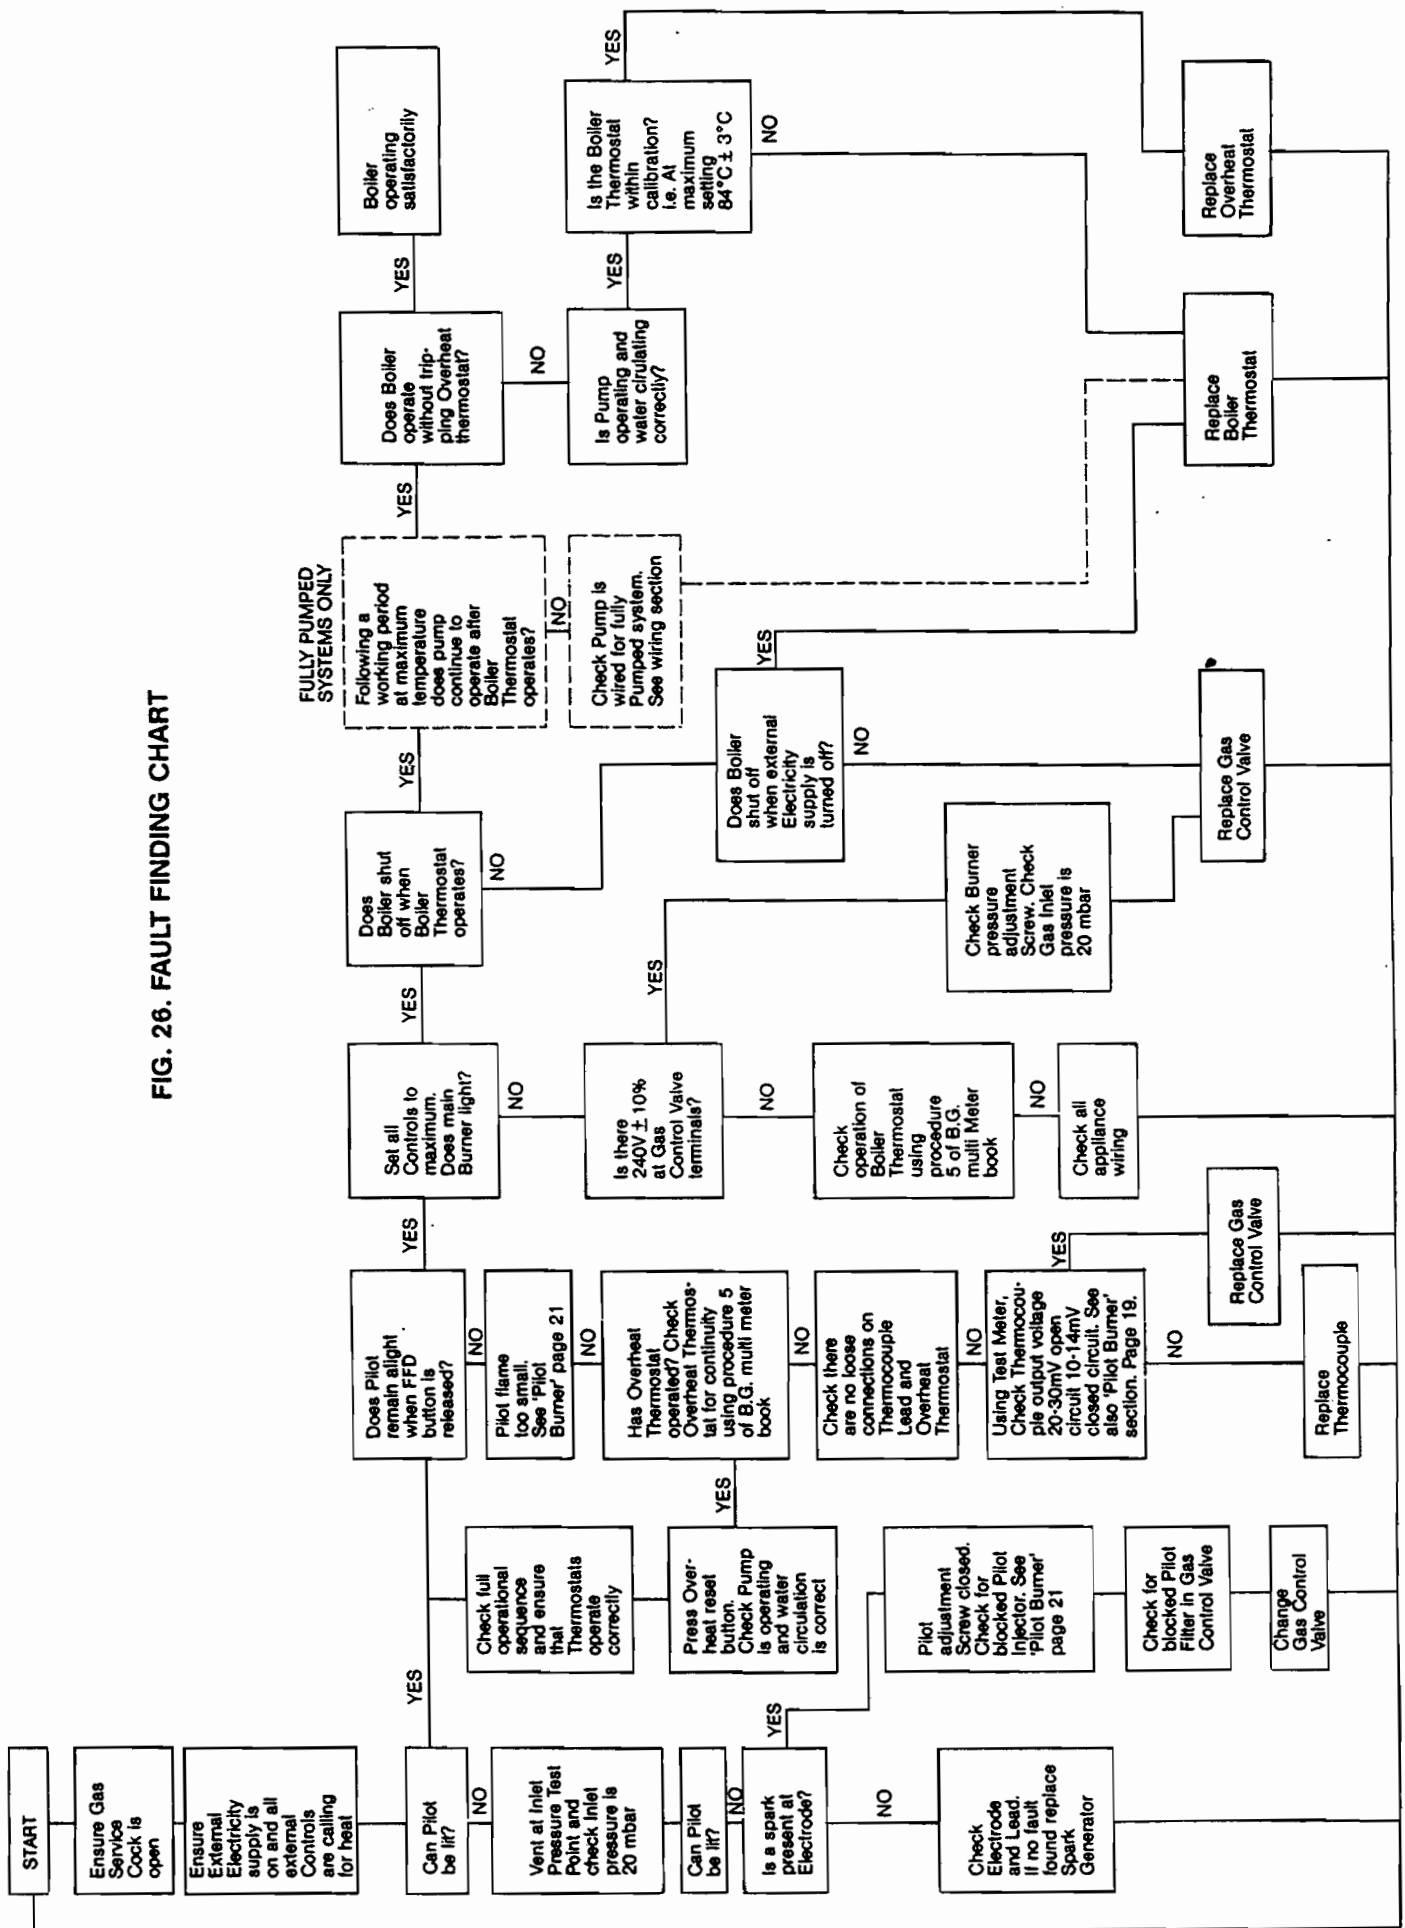 FIG. 26. FAULT FINDING CHART
START
Ensure Gas
Service
Cock is
open
Ensure
External
Electricity
supply is
on and all
external
Controls
are calling
for heat
Can Pilot
be lit?
YES
NO
Vent at Inlet
Pressure Test
Point and
check Inlet
pressure is
20 mbar
Can Pilot
be lit?
NO
Is a spark
present at
Electrode?
YES
NO
Check
Electrode
and Lead.
If no fault
found replace
Spark
Generator
Check full
operational
sequence
and ensure
that
Thermostats
operate
correctly
Press Over-
heat reset
button.
Check Pump
is operating
and water
circulation
is correct
YES
Pilot
adjustment
Screw closed.
Check for
blocked Pilot
Injector. See
'Pilot Burner'
page 21
Check for
blocked Pilot
Filter in Gas
Control Valve
Change
Gas Control
Valve
Does Pilot
remain alight
when FFD
button is
released?
YES
NO
Pilot flame
too small.
See 'Pilot
Burner' page 21
NO
Has Overheat
Thermostat
operated? Check
Overheat Thermos-
tat for continuity
using procedure 5
of B.G. multi meter
book
NO
Check there
are no loose
connections on
Thermocouple
Lead and
Overheat
Thermostat
NO
Using Test Meter,
Check Thermocou-
ple output voltage
20-30mV open
circuit 10-14mV
closed circuit. See
also 'Pilot Burner'
section. Page 19.
YES
NO
Replace Gas
Control Valve
Replace
Thermocouple
Set all
Controls to
maximum.
Does main
Burner light?
YES
NO
Is there
240V ± 10%
at Gas
Control Valve
terminals?
YES
NO
Check
operation of
Boiler
Thermostat
using
procedure
5 of B.G.
multi Meter
book
NO
Check all
appliance
wiring
Does
Boiler shut
off when
Boiler
Thermostat
operates?
YES
NO
Check Burner
pressure
adjustment
Screw. Check
Gas Inlet
pressure is
20 mbar
Does Boiler
shut off
when external
Electricity
supply is
turned off?
YES
NO
Replace Gas
Control Valve
FULLY PUMPED
SYSTEMS ONLY
Following a
working period
at maximum
temperature
does pump
continue to
operate after
Boiler
Thermostat
operates?
YES
NO
Check Pump is
wired for fully
Pumped system.
See wiring section
Does Boiler
operate
without trip-
ping Overheat
thermostat?
YES
NO
Is Pump
operating and
water cirulating
correctly?
YES
Boiler
operating
satisfactorily
Is the Boiler
Thermostat
within
calibration?
i.e. At
maximum
setting
84°C ± 3°C
YES
NO
Replace
Boiler
Thermostat
Replace
Overheat
Thermostat